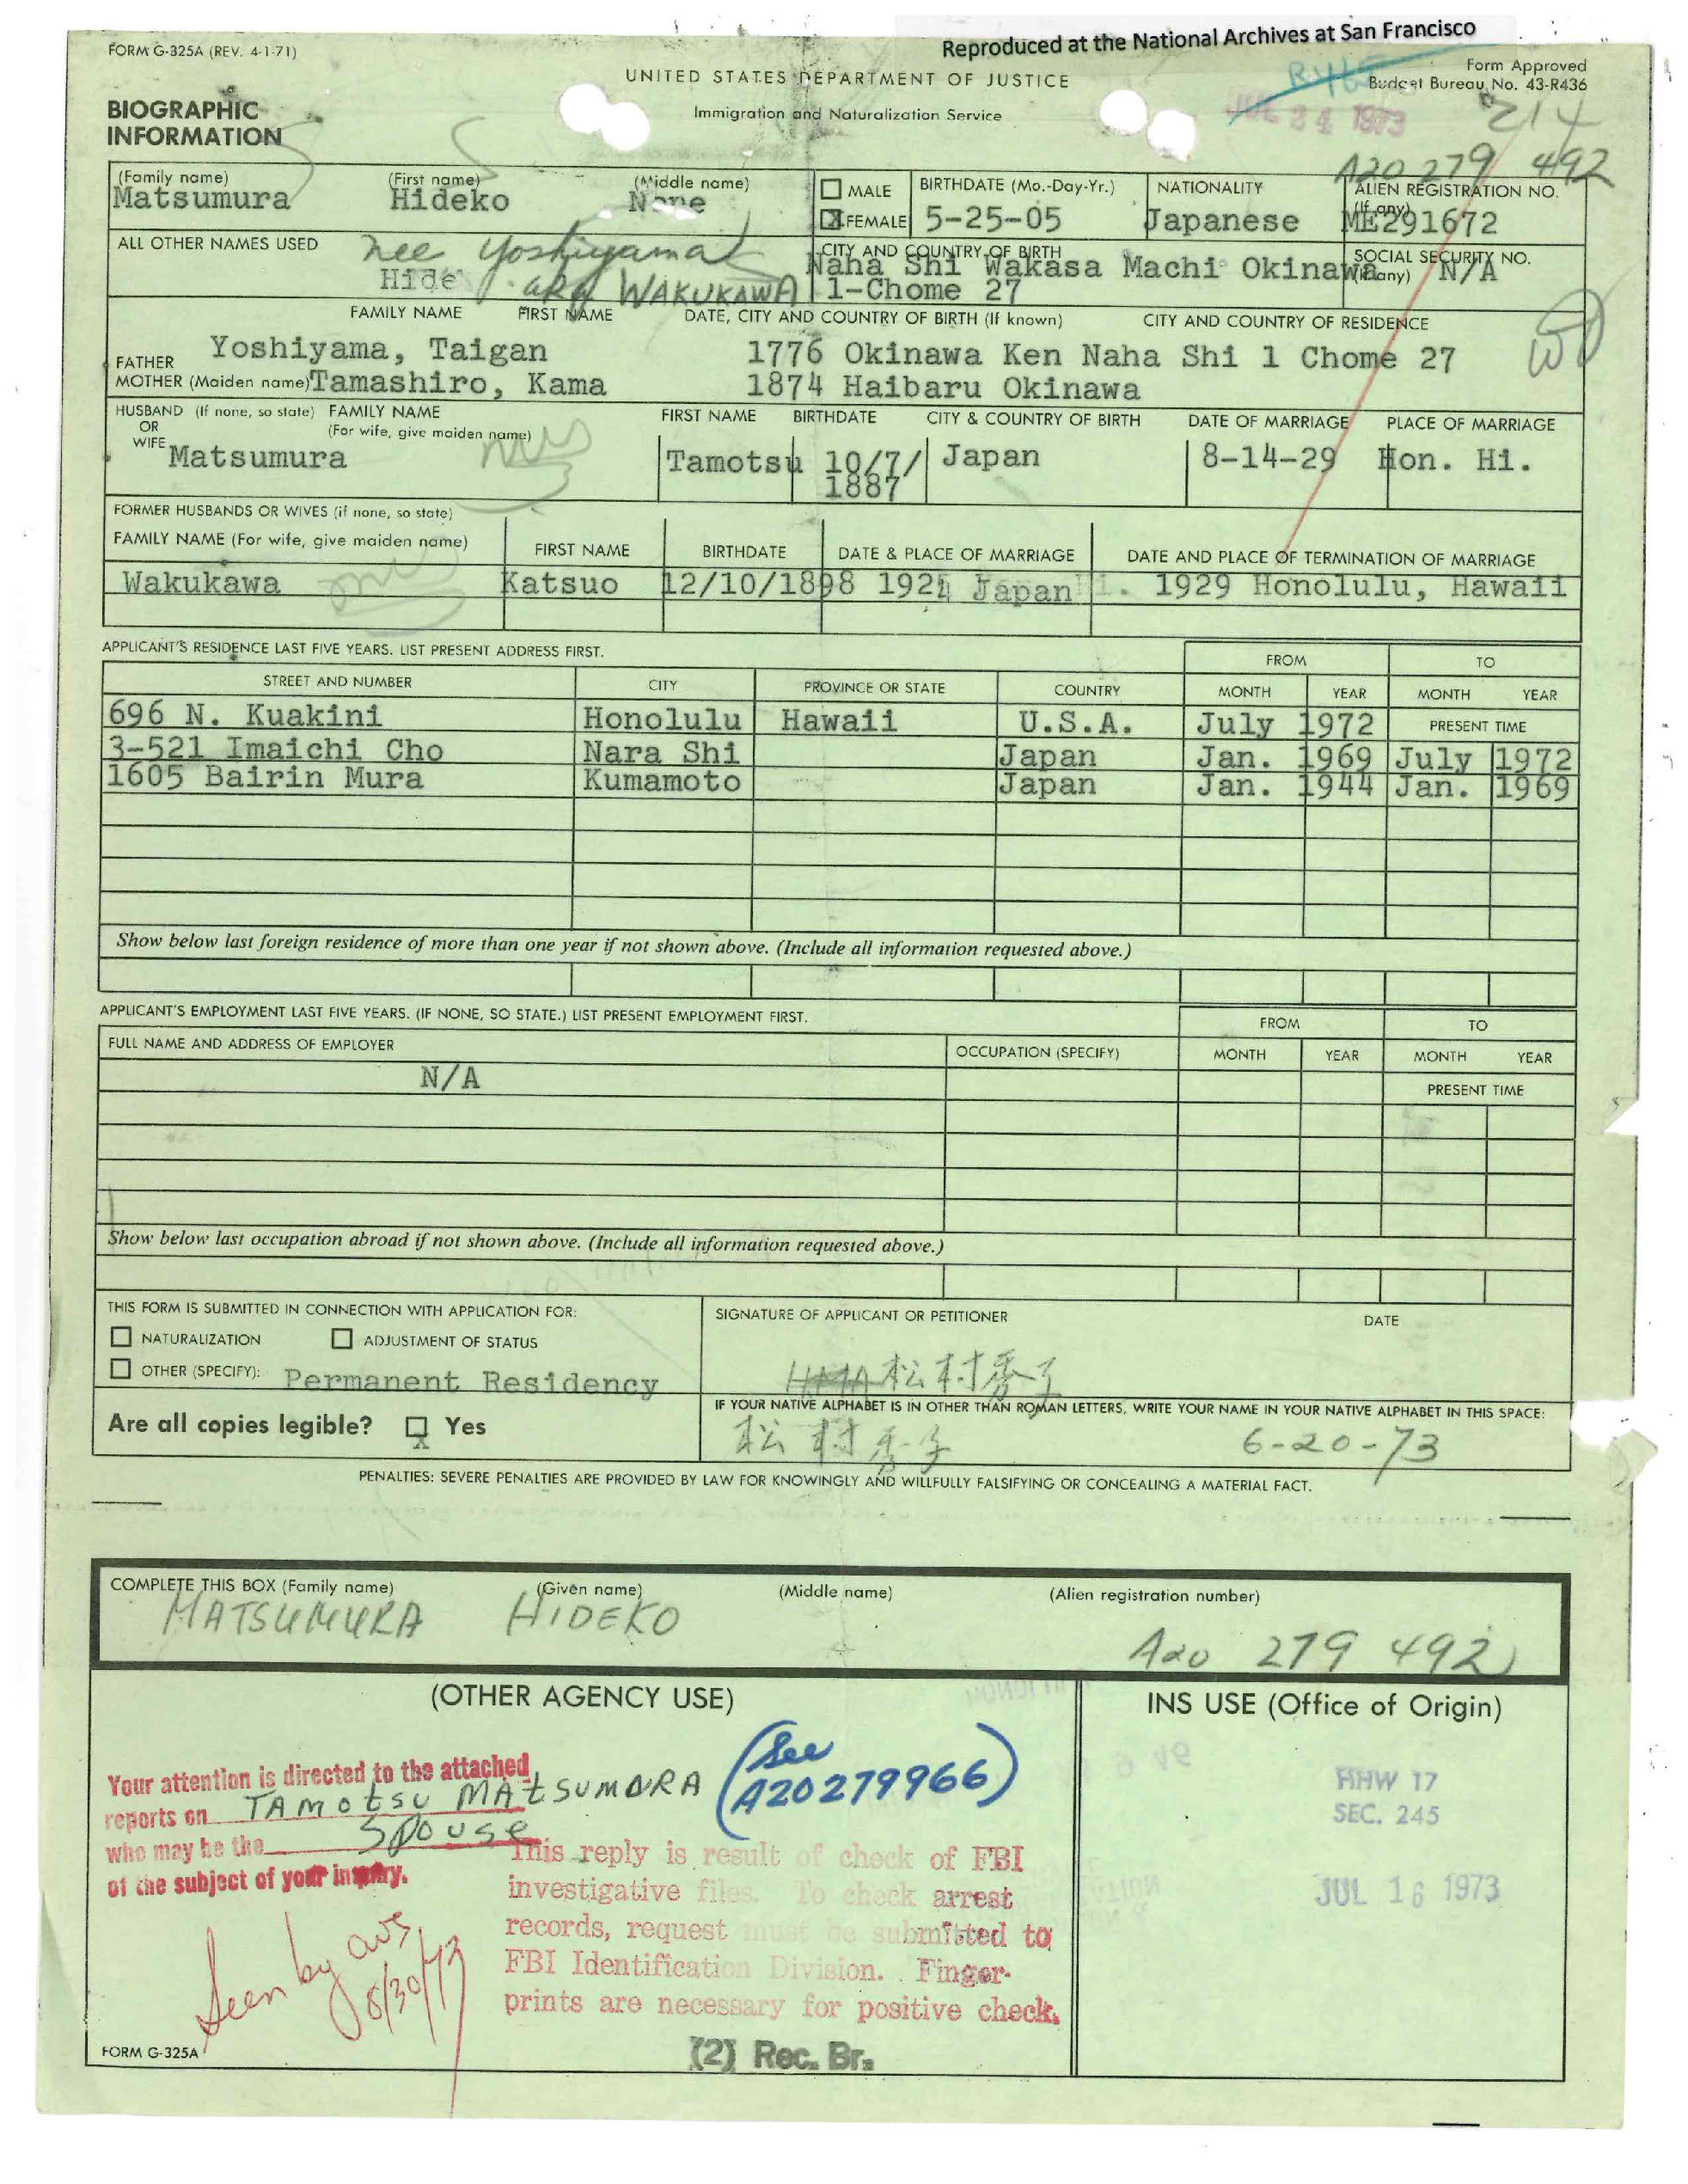 Reproduced at the National Archives at San Francisco
FORM G-325A (REV. 4-1-71)
UNITED STATES DEPARTMENT OF JUSTICE
Form Approved
Budget Bureau No. 43-R436
BIOGRAPHIC
INFORMATION
Immigration and Naturalization Service
24 1973
214
A20 279 492
(Family name) (First name) (Middle name)
Matsumura Hideko None
MALE
FEMALE
BIRTHDATE (Mo.-Day-Yr.)
5-25-05
NATIONALITY
Japanese
ALIEN REGISTRATION NO.
(If any)
ME291672
ALL OTHER NAMES USED
nee Yoshiyama
Hide aka WAKUKAWA
CITY AND COUNTRY OF BIRTH
Naha Shi Wakasa Machi Okinawa
1-Chome 27
SOCIAL SECURITY NO.
(If any) N/A
FAMILY NAME FIRST NAME DATE, CITY AND COUNTRY OF BIRTH (If known) CITY AND COUNTRY OF RESIDENCE
FATHER Yoshiyama, Taigan 1776 Okinawa Ken Naha Shi 1 Chome 27
MOTHER (Maiden name) Tamashiro, Kama 1874 Haibaru Okinawa
HUSBAND (If none, so state) FAMILY NAME FIRST NAME BIRTHDATE CITY & COUNTRY OF BIRTH DATE OF MARRIAGE PLACE OF MARRIAGE
OR (For wife, give maiden name)
WIFE Matsumura Tamotsu 10/7/ Japan 8-14-29 Hon. Hi.
1887
FORMER HUSBANDS OR WIVES (if none, so state)
FAMILY NAME (For wife, give maiden name) FIRST NAME BIRTHDATE DATE & PLACE OF MARRIAGE DATE AND PLACE OF TERMINATION OF MARRIAGE
Wakukawa Katsuo 12/10/1898 1924 Japan 1929 Honolulu, Hawaii
APPLICANT'S RESIDENCE LAST FIVE YEARS. LIST PRESENT ADDRESS FIRST. FROM TO
STREET AND NUMBER CITY PROVINCE OR STATE COUNTRY MONTH YEAR MONTH YEAR
696 N. Kuakini Honolulu Hawaii U.S.A. July 1972 PRESENT TIME
3-521 Imaichi Cho Nara Shi Japan Jan. 1969 July 1972
1605 Bairin Mura Kumamoto Japan Jan. 1944 Jan. 1969
Show below last foreign residence of more than one year if not shown above. (Include all information requested above.)
APPLICANT'S EMPLOYMENT LAST FIVE YEARS. (IF NONE, SO STATE.) LIST PRESENT EMPLOYMENT FIRST. FROM TO
FULL NAME AND ADDRESS OF EMPLOYER OCCUPATION (SPECIFY) MONTH YEAR MONTH YEAR
N/A PRESENT TIME
Show below last occupation abroad if not shown above. (Include all information requested above.)
THIS FORM IS SUBMITTED IN CONNECTION WITH APPLICATION FOR:
NATURALIZATION ADJUSTMENT OF STATUS
OTHER (SPECIFY): Permanent Residency
Are all copies legible? Yes
SIGNATURE OF APPLICANT OR PETITIONER DATE
松村秀子
IF YOUR NATIVE ALPHABET IS IN OTHER THAN ROMAN LETTERS, WRITE YOUR NAME IN YOUR NATIVE ALPHABET IN THIS SPACE:
松村秀子 6-20-73
PENALTIES: SEVERE PENALTIES ARE PROVIDED BY LAW FOR KNOWINGLY AND WILLFULLY FALSIFYING OR CONCEALING A MATERIAL FACT.
COMPLETE THIS BOX (Family name) (Given name) (Middle name) (Alien registration number)
MATSUMURA HIDEKO
A20 279 492
(OTHER AGENCY USE)
Your attention is directed to the attached
reports on TAMOTSU MATSUMURA
who may be the Spouse
of the subject of your inquiry.
(See
A20279966)
This reply is result of check of FBI
investigative files. To check arrest
records, request must be submitted to
FBI Identification Division. Finger-
prints are necessary for positive check.
Seen by
8/30/73
(2) Rec. Br.
FORM G-325A
INS USE (Office of Origin)
HHW 17
SEC. 245
JUL 16 1973